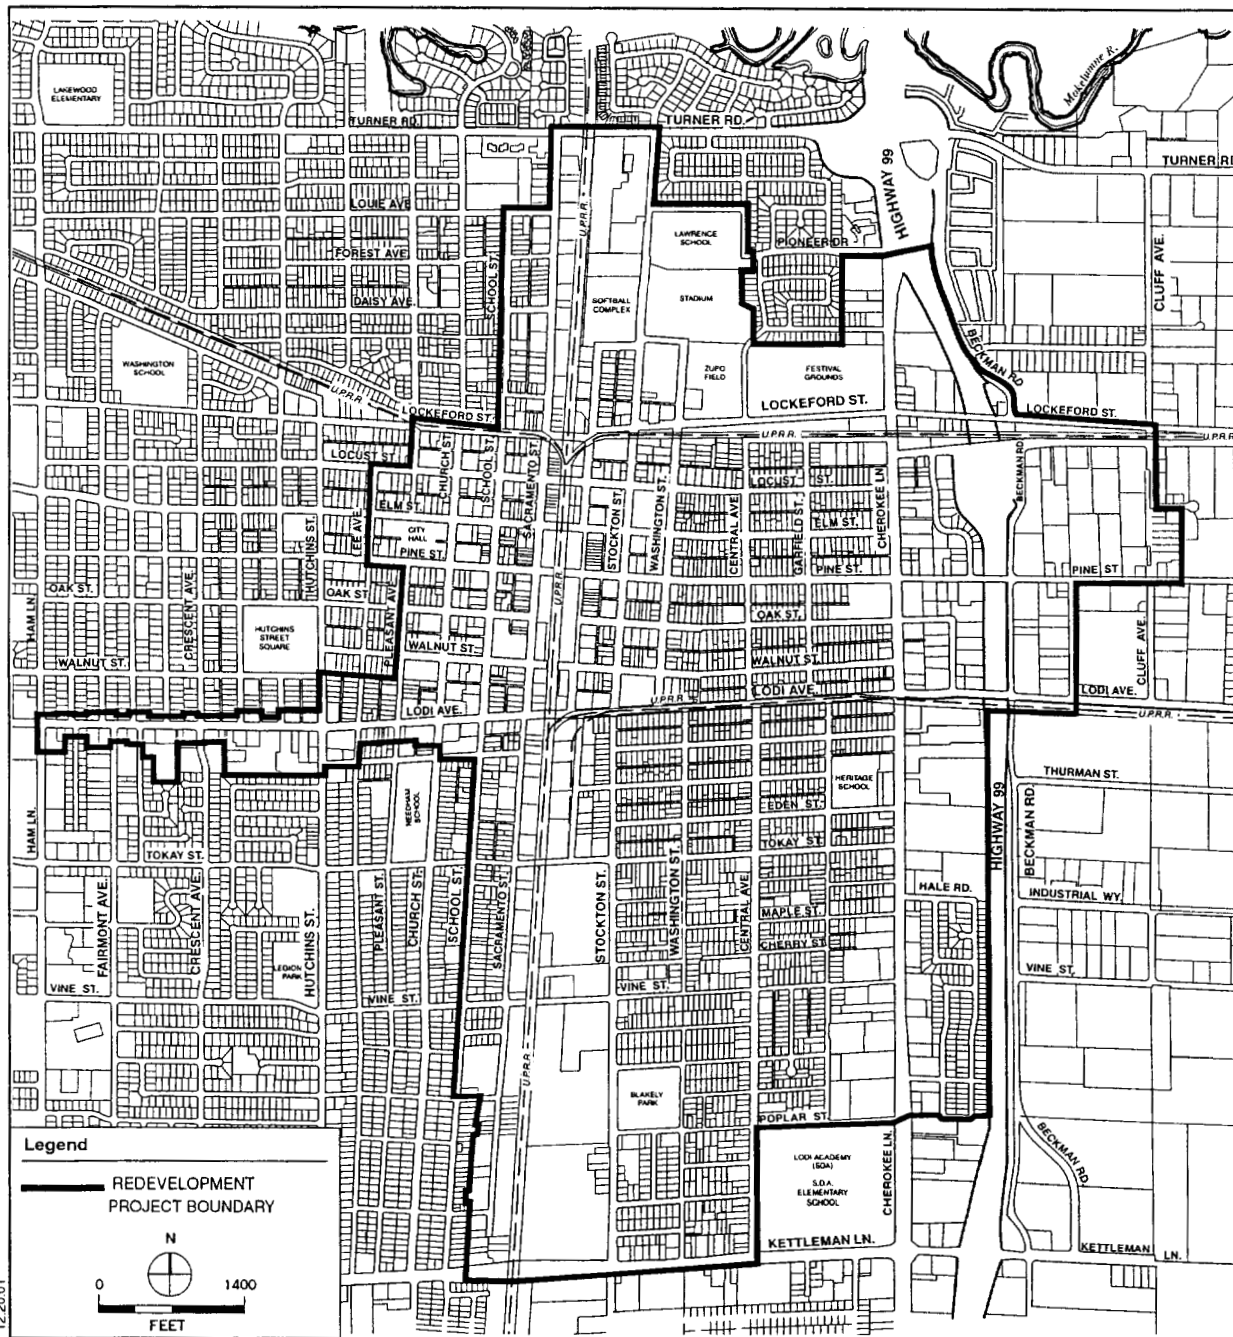 Mokelumne R.
LAKEWOOD
ELEMENTARY
TURNER RD.
TURNER RD.
TURNER RD
HIGHWAY 99
U.P.R.R.
LOUIE AVE
LAWRENCE
SCHOOL
PIONEER DR
FOREST AVE.
SCHOOL ST.
CLUFF AVE.
DAISY AVE.
SOFTBALL
COMPLEX
STADIUM
WASHINGTON
SCHOOL
BECKMAN RD
ZUPO
FIELD
FESTIVAL
GROUNDS
U.P.R.R.
LOCKEFORD ST.
LOCKEFORD ST.
LOCKEFORD ST.
U.P.R.R.
U.P.R.R.
LOCUST ST.
CHURCH ST.
SCHOOL ST.
SACRAMENTO ST.
STOCKTON ST.
WASHINGTON ST.
CENTRAL AVE
LOCUST ST.
GARFIELD ST.
CHEROKEE LN
BECKMAN RD
ELM ST.
ELM ST.
HUTCHINS ST.
LEE AVE.
CITY
HALL
PINE ST.
PINE ST.
PINE ST
OAK ST.
HAM LN.
CRESCENT AVE.
OAK ST
PLEASANT AVE.
U.P.R.R.
OAK ST.
HUTCHINS
STREET
SQUARE
WALNUT ST.
WALNUT ST.
WALNUT ST.
CLUFF AVE.
LODI AVE.
U.P.R.R.
LODI AVE.
LODI AVE.
U.P.R.R.
HAM LN.
NEEDHAM
SCHOOL
HERITAGE
SCHOOL
THURMAN ST.
HIGHWAY 99
BECKMAN RD.
EDEN ST.
TOKAY ST.
TOKAY ST.
FAIRMONT AVE.
CRESCENT AVE.
HUTCHINS ST.
PLEASANT ST.
CHURCH ST.
SCHOOL ST.
SACRAMENTO ST.
STOCKTON ST.
WASHINGTON ST.
CENTRAL AVE.
HALE RD.
INDUSTRIAL WY.
MAPLE ST.
CHERRY ST.
LEGION
PARK
VINE ST.
VINE ST.
VINE ST.
VINE ST.
U.P.R.R.
BLAKELY
PARK
POPLAR ST.
BECKMAN RD.
LODI ACADEMY
(SDA)
S.D.A.
ELEMENTARY
SCHOOL
CHEROKEE LN.
KETTLEMAN LN.
KETTLEMAN LN.
Legend
REDEVELOPMENT
PROJECT BOUNDARY
N
0 1400
FEET
12.28.01